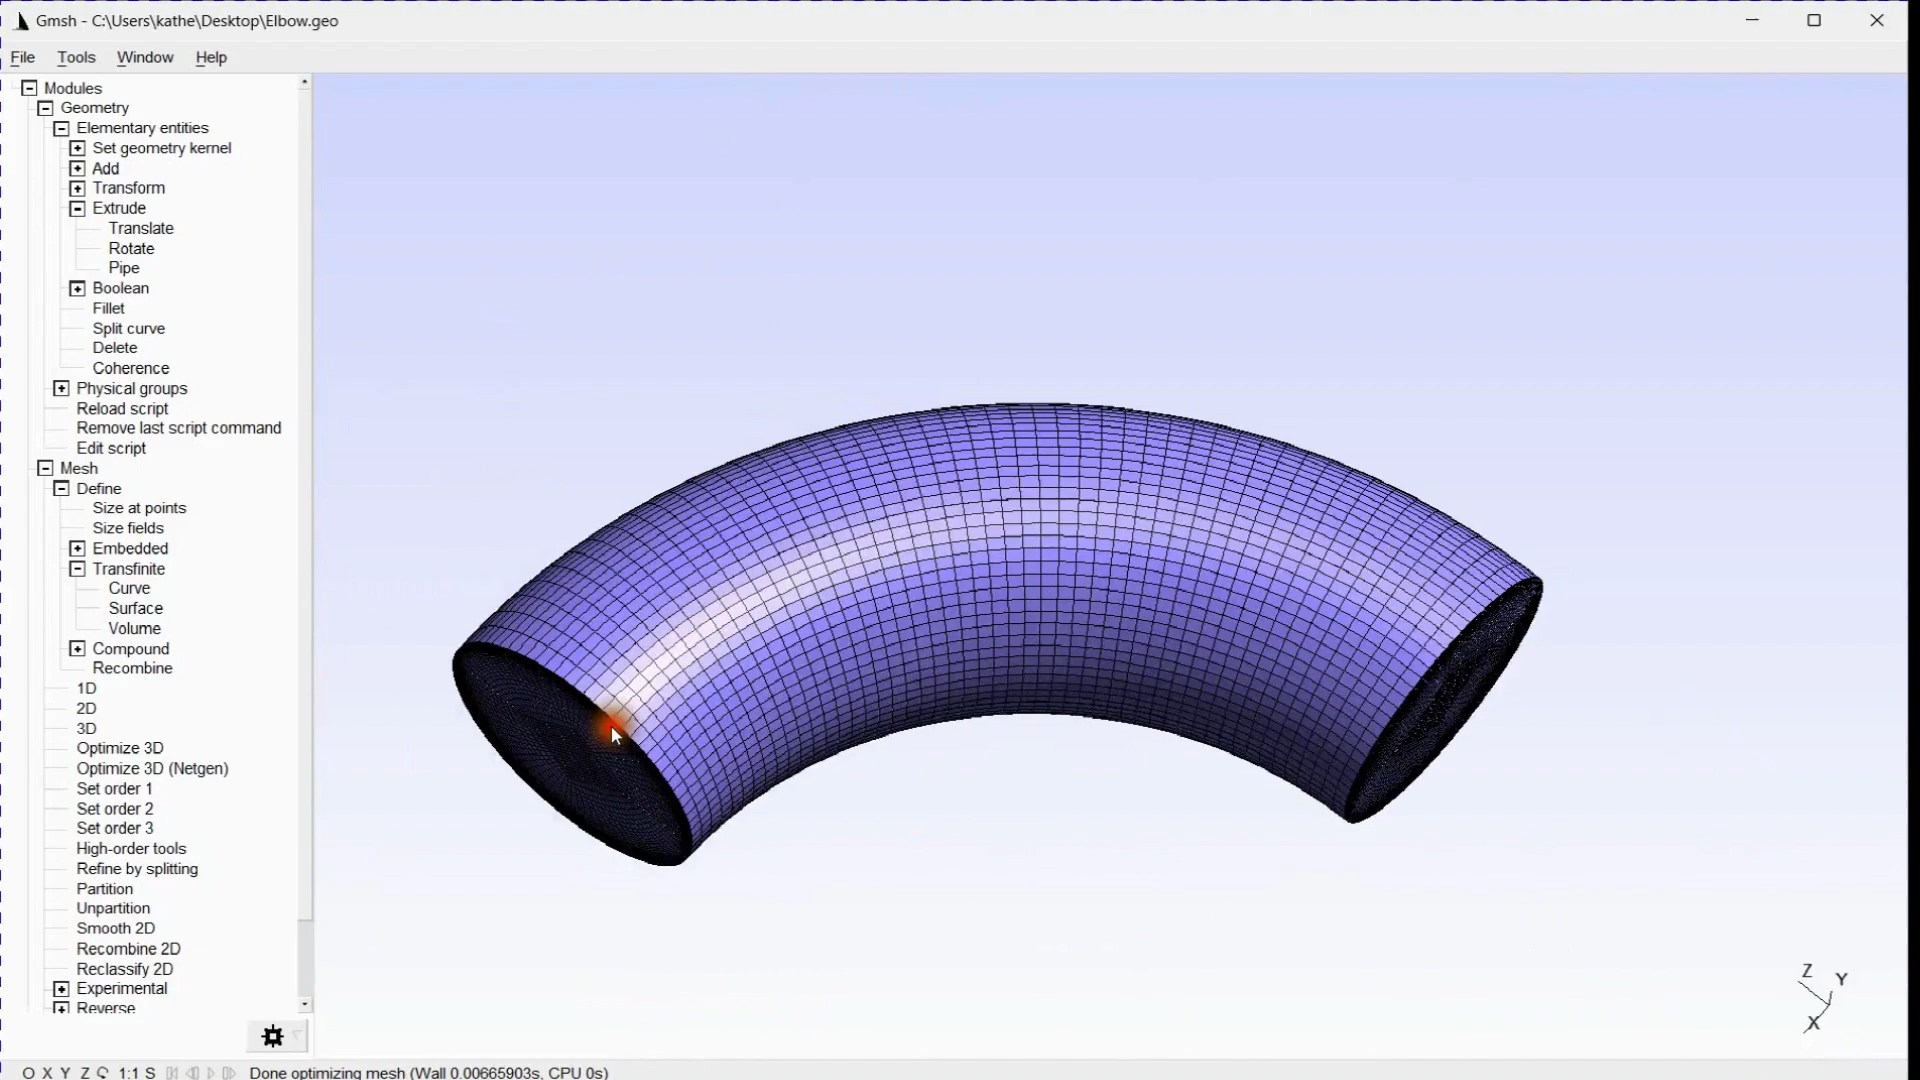 Gmsh - C:\Users\kathe\Desktop\Elbow.geo
File Tools Window Help
Modules
Geometry
Elementary entities
Set geometry kernel
Add
Transform
Extrude
Translate
Rotate
Pipe
Boolean
Fillet
Split curve
Delete
Coherence
Physical groups
Reload script
Remove last script command
Edit script
Mesh
Define
Size at points
Size fields
Embedded
Transfinite
Curve
Surface
Volume
Compound
Recombine
1D
2D
3D
Optimize 3D
Optimize 3D (Netgen)
Set order 1
Set order 2
Set order 3
High-order tools
Refine by splitting
Partition
Unpartition
Smooth 2D
Recombine 2D
Reclassify 2D
Experimental
Reverse
Z Y
X
O X Y Z 1:1 S Done optimizing mesh (Wall 0.00665903s, CPU 0s)